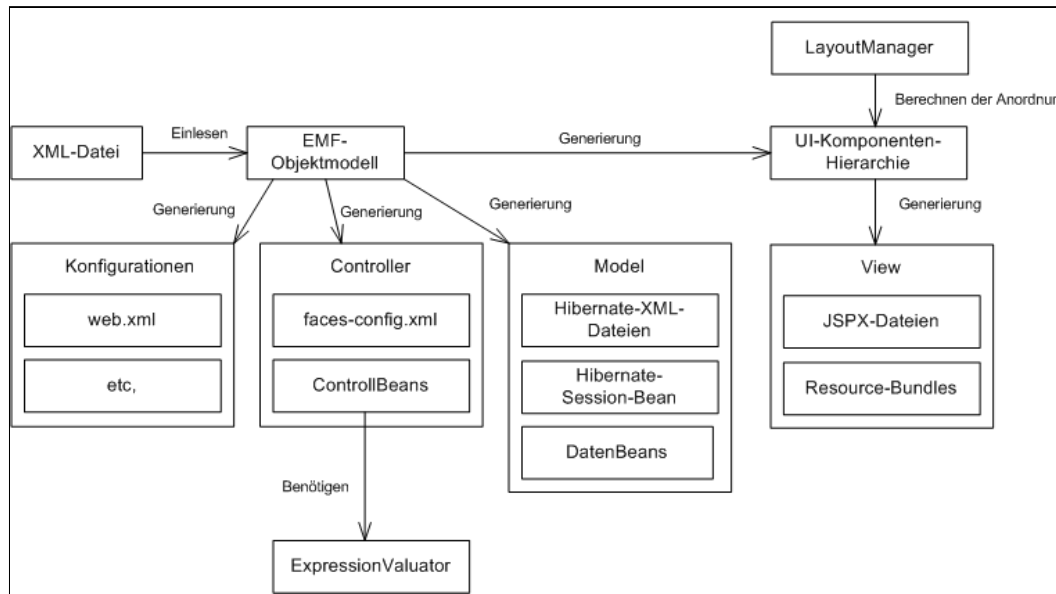 LayoutManager
Berechnen der Anordnun
XML-Datei
Einlesen
EMF-
Objektmodell
Generierung
UI-Komponenten-
Hierarchie
Generierung
Generierung
Generierung
Generierung
Konfigurationen
web.xml
etc,
Controller
faces-config.xml
ControllBeans
Model
Hibernate-XML-
Dateien
Hibernate-
Session-Bean
DatenBeans
View
JSPX-Dateien
Resource-Bundles
Benötigen
ExpressionValuator